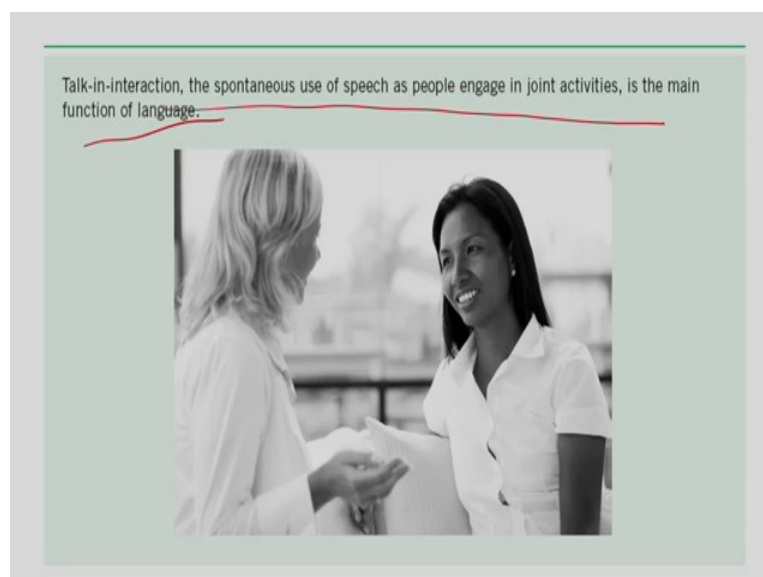 Talk-in-interaction, the spontaneous use of speech as people engage in joint activities, is the main
function of language.